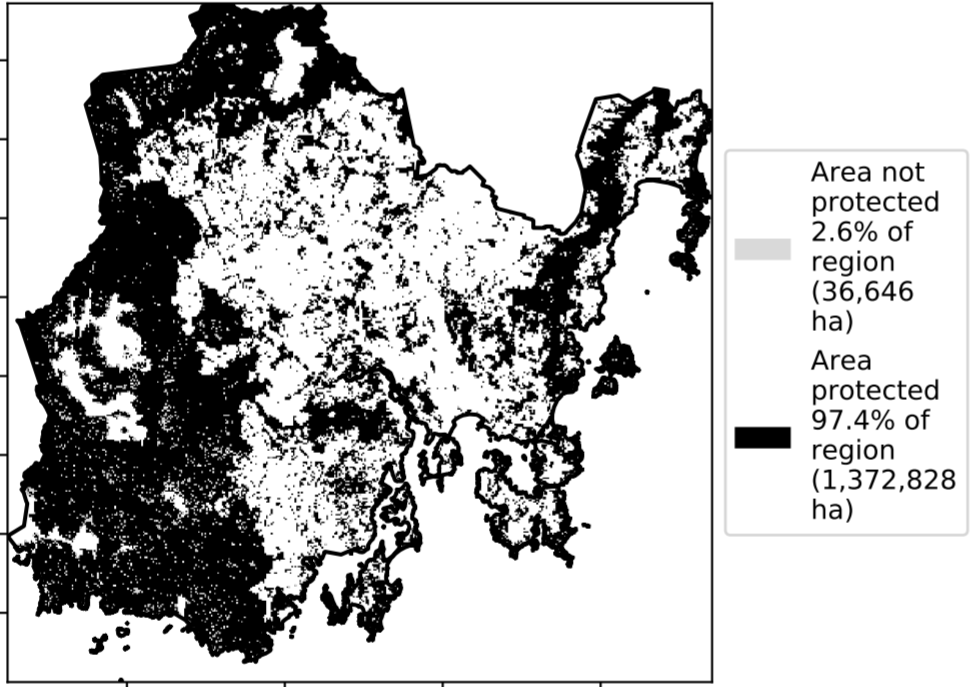 Area not
protected
2.6% of
region
(36,646
ha)
Area
protected
97.4% of
region
(1,372,828
ha)